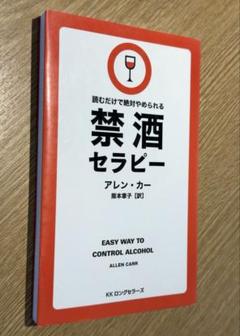 読むだけで絶対やめられる
禁酒
セラピー
アレン・カー
阪本章子[訳]
EASY WAY TO
CONTROL ALCOHOL
ALLEN CARR
KK ロングセラーズ